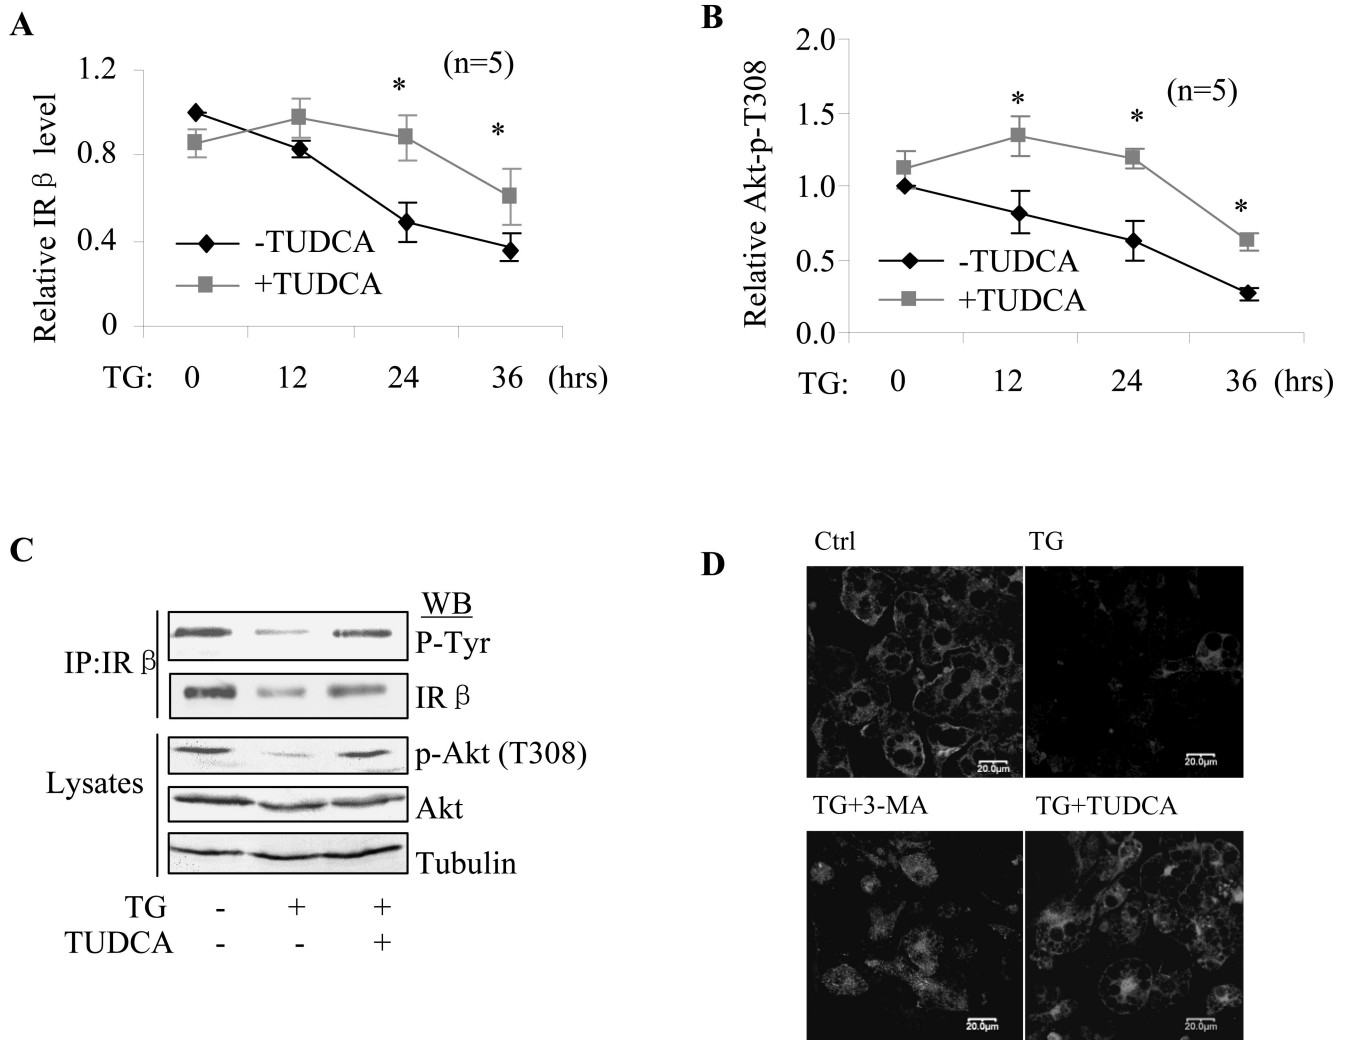 A
Relative IR β level
1.2
0.8
0.4
0
(n=5)
*
*
-TUDCA
+TUDCA
TG: 0 12 24 36 (hrs)
B
Relative Akt-p-T308
2.0
1.5
1.0
0.5
0.0
(n=5)
*
*
*
-TUDCA
+TUDCA
TG: 0 12 24 36 (hrs)
C
WB
IP:IR β
P-Tyr
IR β
Lysates
p-Akt (T308)
Akt
Tubulin
TG - + +
TUDCA - - +
D
Ctrl
TG
20.0µm
20.0µm
TG+3-MA
TG+TUDCA
20.0µm
20.0µm